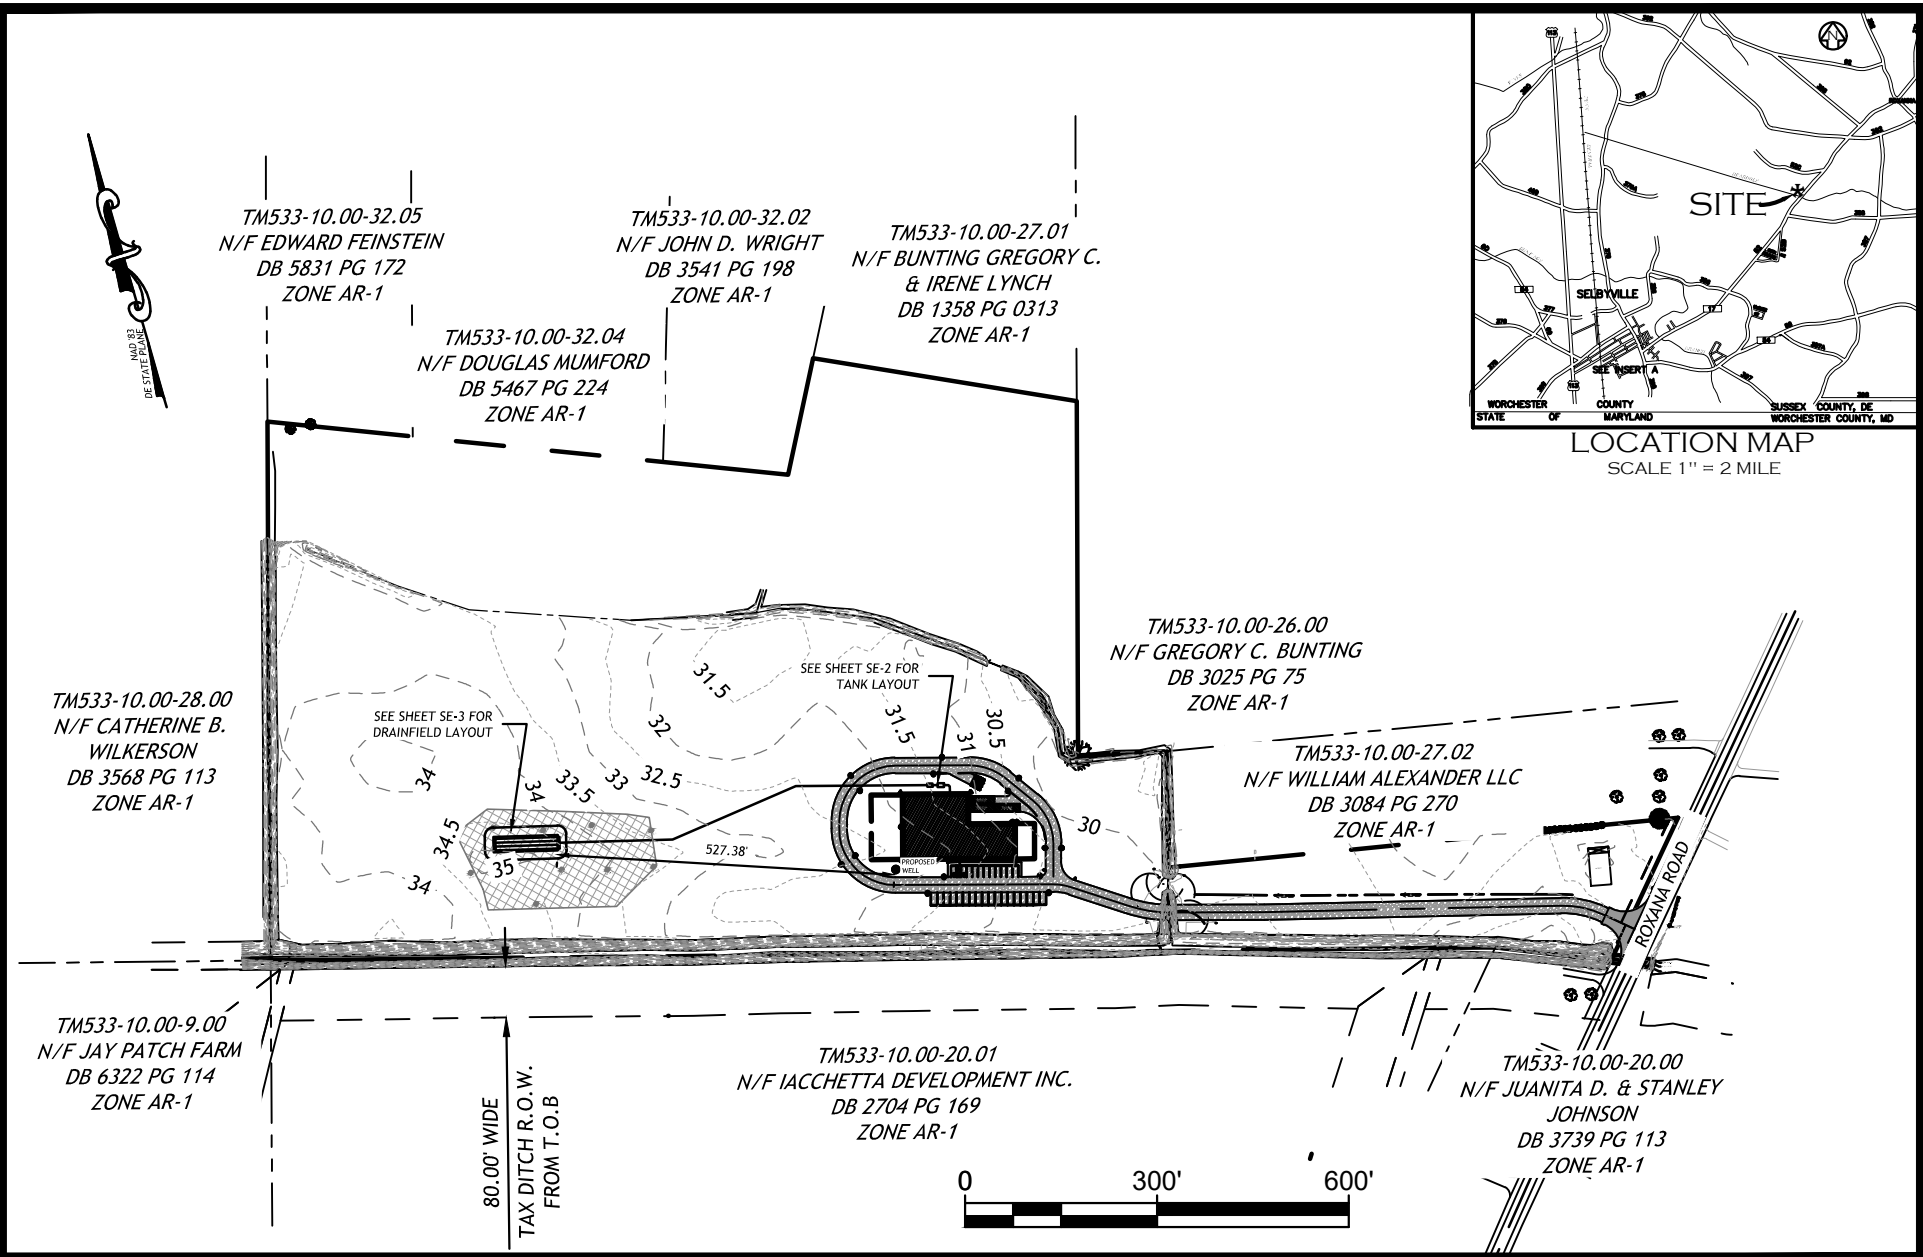 TM533-10.00-32.05
N/F EDWARD FEINSTEIN
DB 5831 PG 172
ZONE AR-1
TM533-10.00-32.04
N/F DOUGLAS MUMFORD
DB 5467 PG 224
ZONE AR-1
TM533-10.00-32.02
N/F JOHN D. WRIGHT
DB 3541 PG 198
ZONE AR-1
TM533-10.00-27.01
N/F BUNTING GREGORY C.
& IRENE LYNCH
DB 1358 PG 0313
ZONE AR-1
NAD '83
DE STATE PLANE
SITE
SELBYVILLE
SEE INSERT A
17
54
113
WORCHESTER COUNTY
STATE OF MARYLAND
SUSSEX COUNTY, DE
WORCHESTER COUNTY, MD
LOCATION MAP
SCALE 1" = 2 MILE
TM533-10.00-26.00
N/F GREGORY C. BUNTING
DB 3025 PG 75
ZONE AR-1
TM533-10.00-28.00
N/F CATHERINE B.
WILKERSON
DB 3568 PG 113
ZONE AR-1
SEE SHEET SE-3 FOR
DRAINFIELD LAYOUT
SEE SHEET SE-2 FOR
TANK LAYOUT
31.5
32
31.5
31
30.5
34
34
33.5
33
32.5
34.5
35
34
30
527.38'
PROPOSED
WELL
TM533-10.00-27.02
N/F WILLIAM ALEXANDER LLC
DB 3084 PG 270
ZONE AR-1
ROXANA ROAD
TM533-10.00-9.00
N/F JAY PATCH FARM
DB 6322 PG 114
ZONE AR-1
80.00' WIDE
TAX DITCH R.O.W.
FROM T.O.B
TM533-10.00-20.01
N/F IACCHETTA DEVELOPMENT INC.
DB 2704 PG 169
ZONE AR-1
TM533-10.00-20.00
N/F JUANITA D. & STANLEY
JOHNSON
DB 3739 PG 113
ZONE AR-1
0 300' 600'